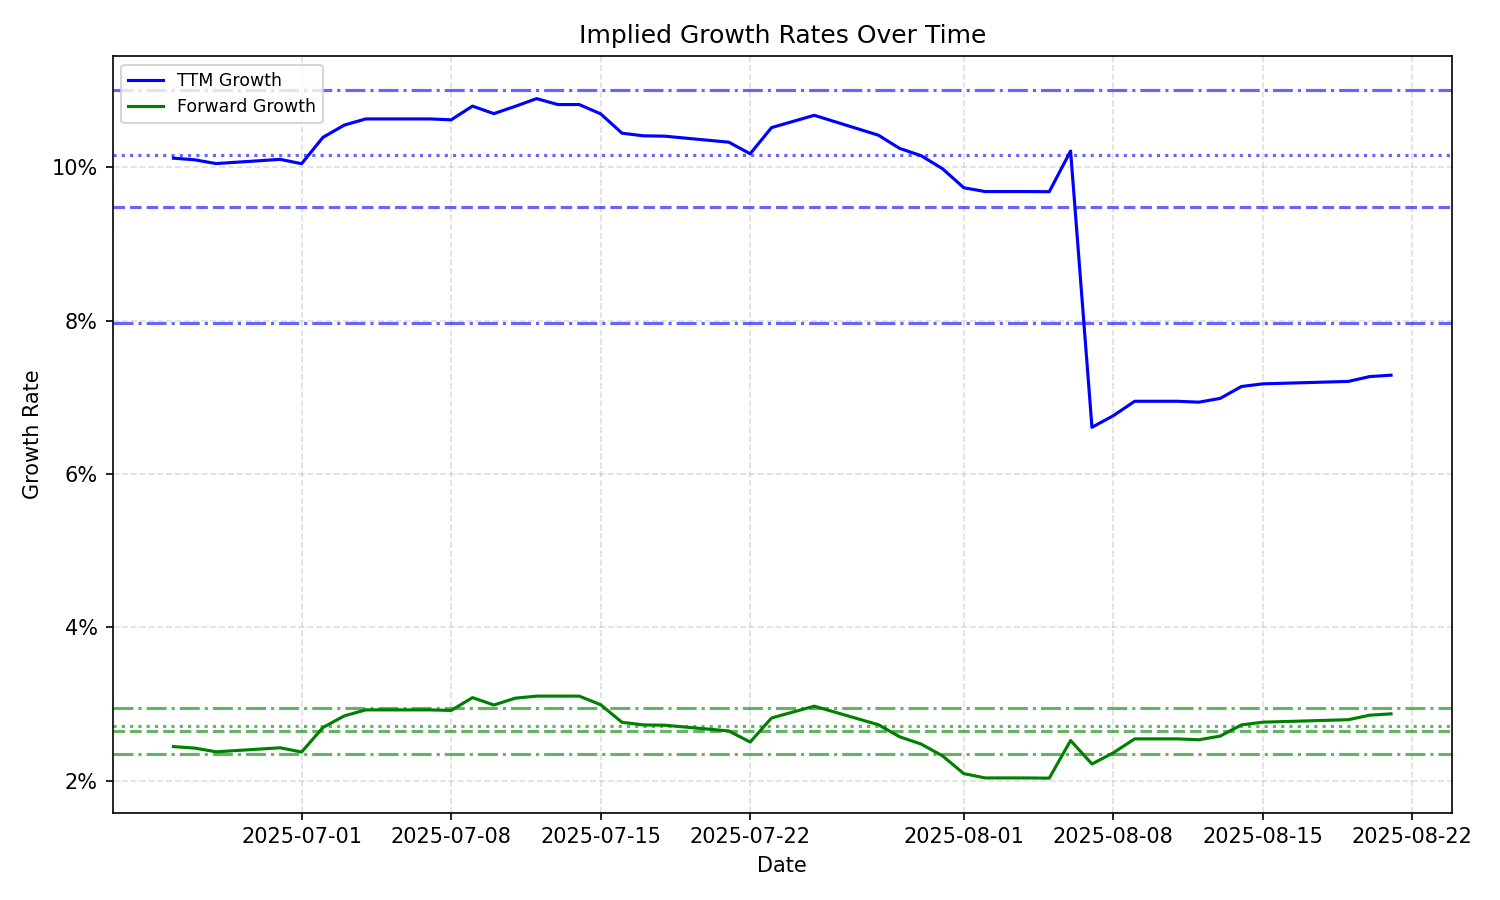 Implied Growth Rates Over Time
TTM Growth
Forward Growth
10%
8%
6%
4%
2%
Growth Rate
2025-07-01
2025-07-08
2025-07-15
2025-07-22
2025-08-01
2025-08-08
2025-08-15
2025-08-22
Date